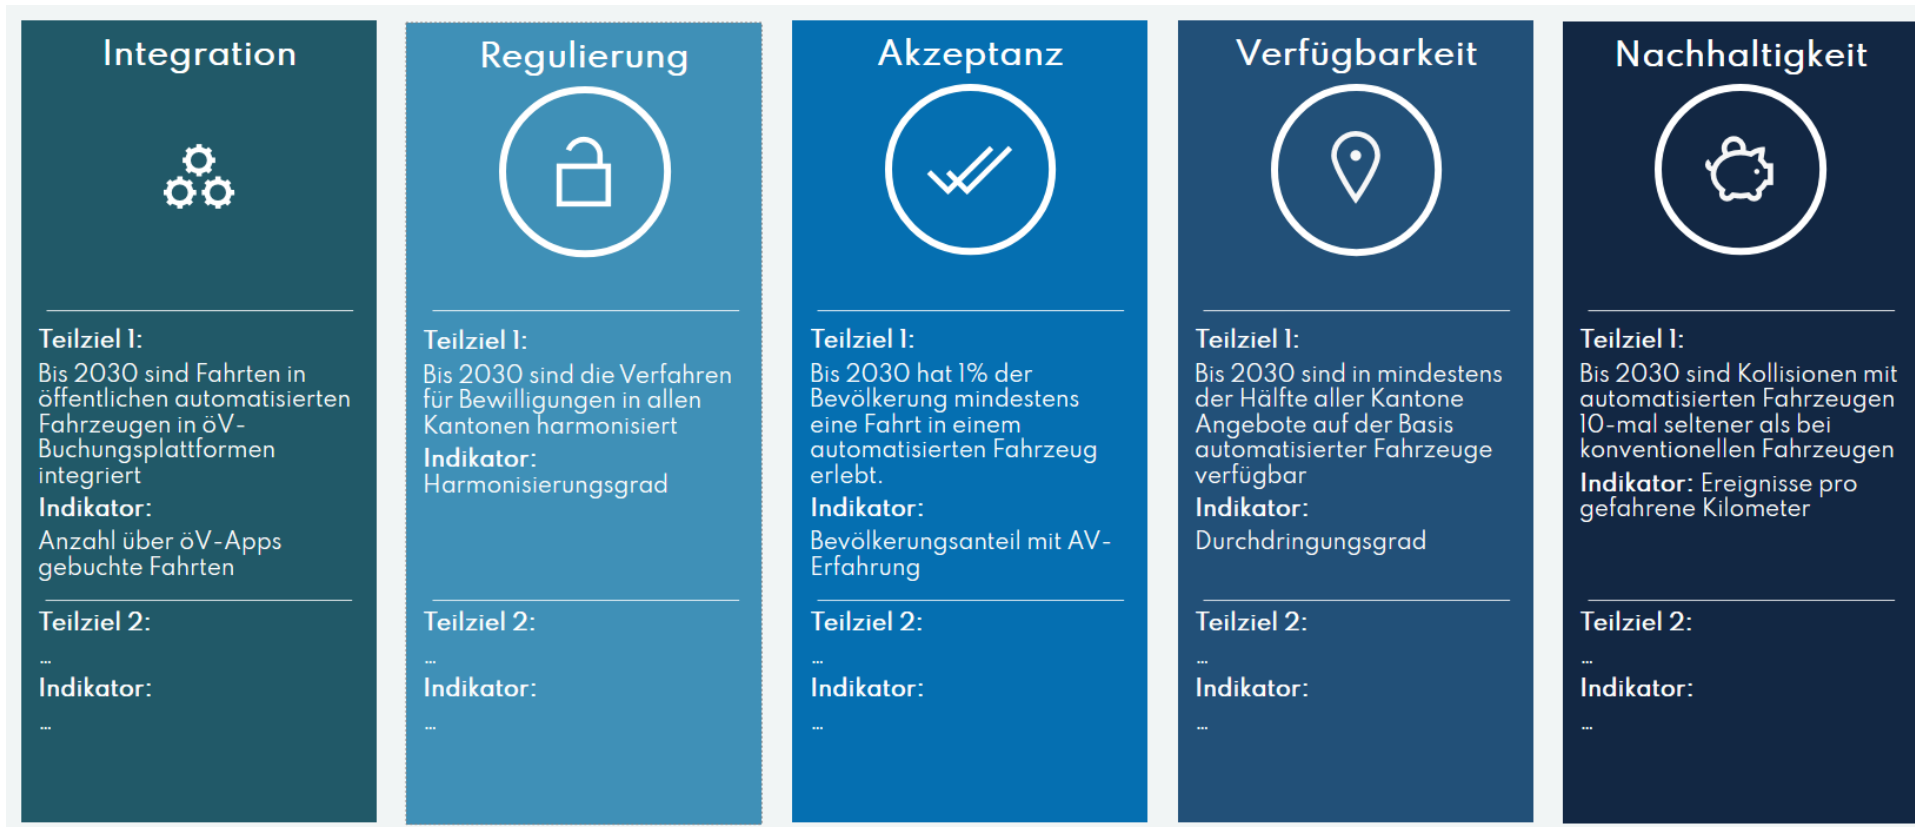 Integration
Teilziel 1:
Bis 2030 sind Fahrten in
öffentlichen automatisierten
Fahrzeugen in öV-
Buchungsplattformen
integriert
Indikator:
Anzahl über öV-Apps
gebuchte Fahrten
Teilziel 2:
...
Indikator:
...
Regulierung
Teilziel 1:
Bis 2030 sind die Verfahren
für Bewilligungen in allen
Kantonen harmonisiert
Indikator:
Harmonisierungsgrad
Teilziel 2:
...
Indikator:
...
Akzeptanz
Teilziel 1:
Bis 2030 hat 1% der
Bevölkerung mindestens
eine Fahrt in einem
automatisierten Fahrzeug
erlebt.
Indikator:
Bevölkerungsanteil mit AV-
Erfahrung
Teilziel 2:
...
Indikator:
...
Verfügbarkeit
Teilziel 1:
Bis 2030 sind in mindestens
der Hälfte aller Kantone
Angebote auf der Basis
automatisierter Fahrzeuge
verfügbar
Indikator:
Durchdringungsgrad
Teilziel 2:
...
Indikator:
...
Nachhaltigkeit
Teilziel 1:
Bis 2030 sind Kollisionen mit
automatisierten Fahrzeugen
10-mal seltener als bei
konventionellen Fahrzeugen
Indikator: Ereignisse pro
gefahrene Kilometer
Teilziel 2:
...
Indikator:
...